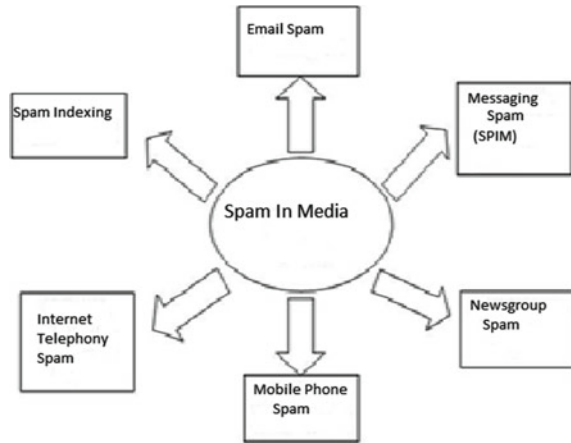 Email Spam
Spam Indexing
Messaging
Spam
(SPIM)
Spam In Media
Internet
Telephony
Spam
Newsgroup
Spam
Mobile Phone
Spam